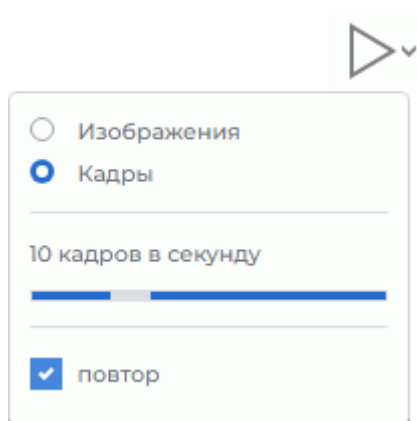 Изображения
Кадры
10 кадров в секунду
повтор